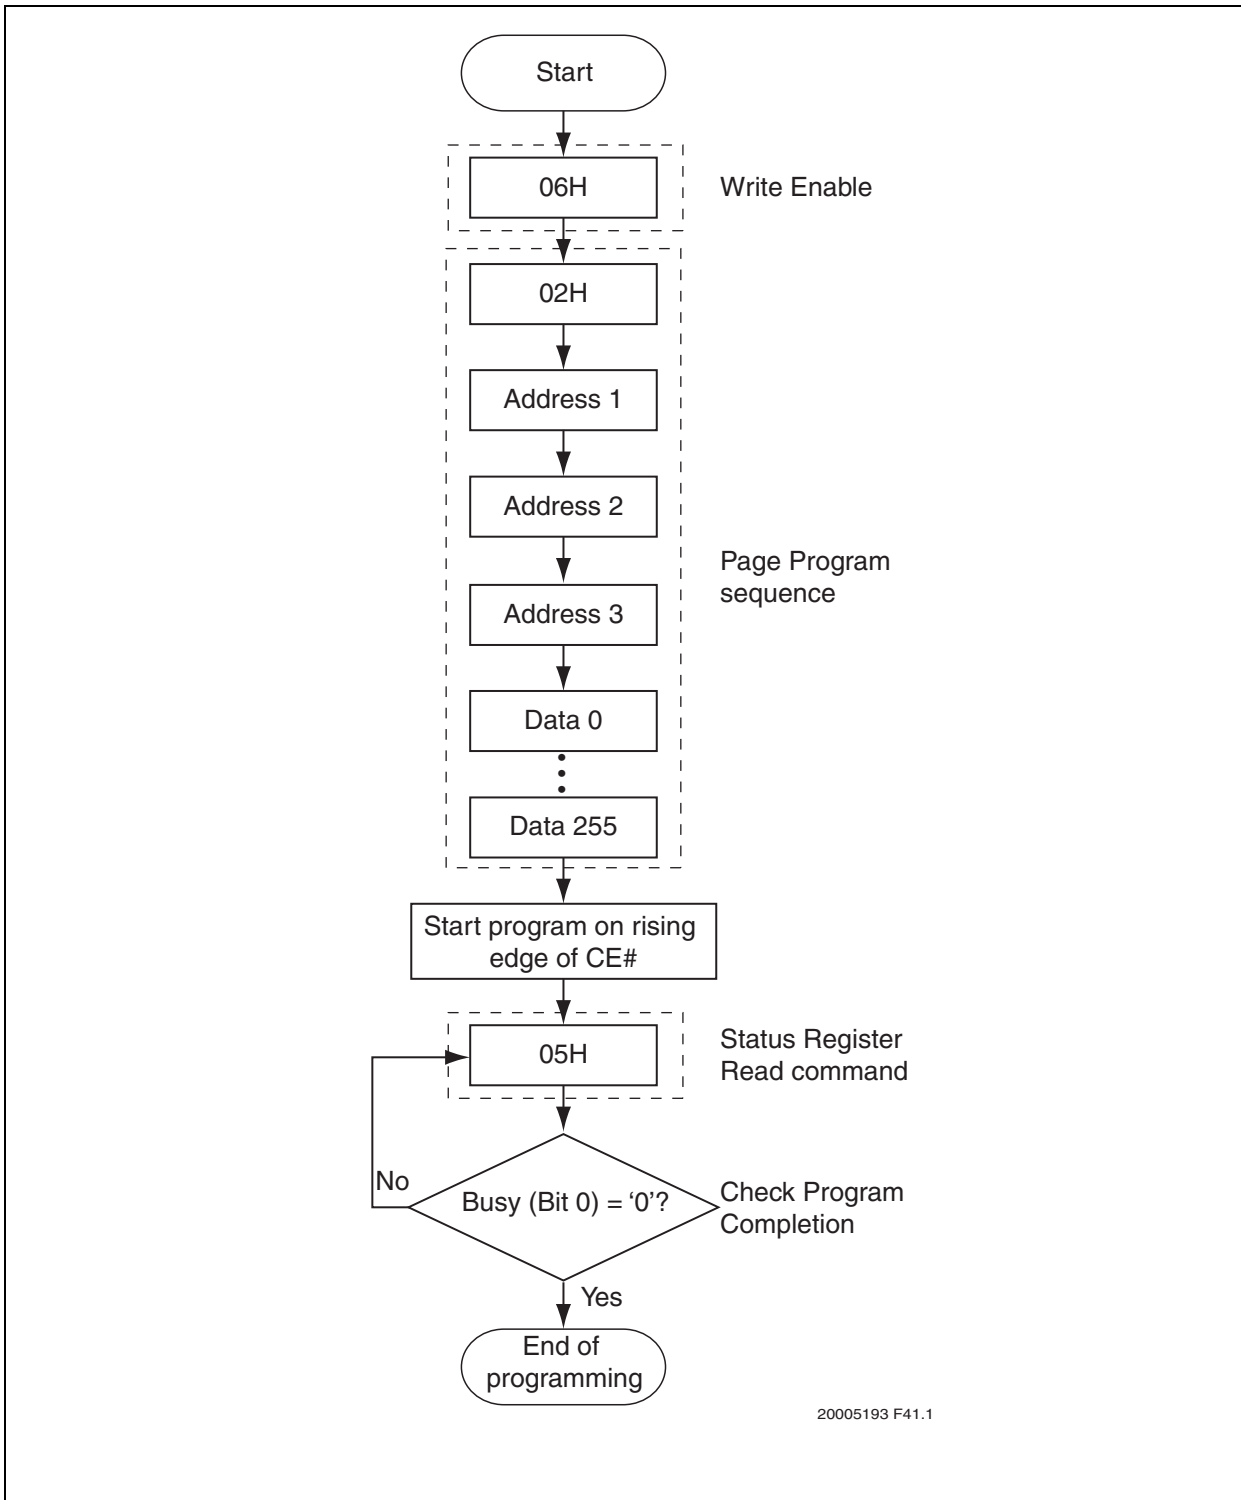 Start
06H
Write Enable
02H
Address 1
Address 2
Address 3
Page Program
sequence
Data 0
Data 255
Start program on rising
edge of CE#
05H
Status Register
Read command
No
Busy (Bit 0) = ‘0’?
Check Program
Completion
Yes
End of
programming
20005193 F41.1